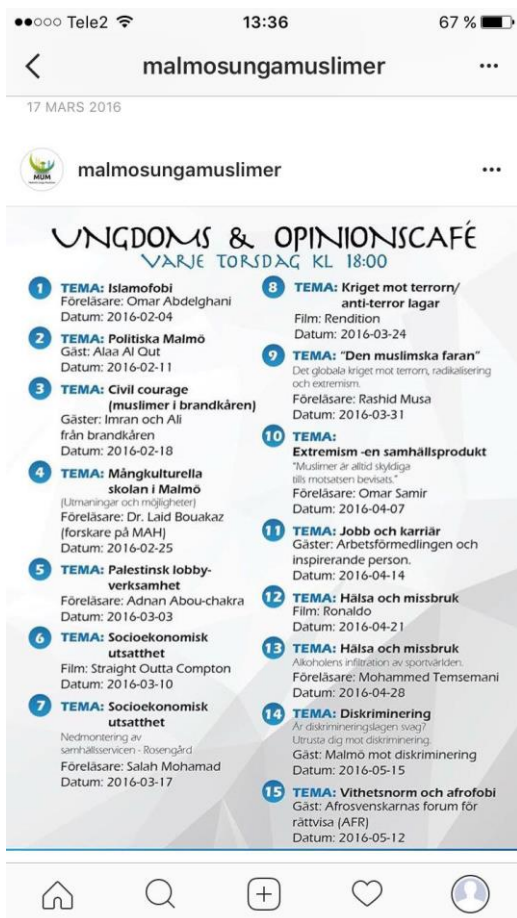 ●●○○○ Tele2 13:36 67 %
malmosungamuslimer
17 MARS 2016
MUM
malmosungamuslimer
UNGDOMS & OPINIONSCAFÉ
VARJE TORSDAG KL 18:00
1 TEMA: Islamofobi
Föreläsare: Omar Abdelghani
Datum: 2016-02-04
2 TEMA: Politiska Malmö
Gäst: Alaa Al Qut
Datum: 2016-02-11
3 TEMA: Civil courage
(muslimer i brandkåren)
Gäster: Imran och Ali
från brandkåren
Datum: 2016-02-18
4 TEMA: Mångkulturella
skolan i Malmö
(Utmaningar och möjligheter)
Föreläsare: Dr. Laid Bouakaz
(forskare på MAH)
Datum: 2016-02-25
5 TEMA: Palestinsk lobby-
verksamhet
Föreläsare: Adnan Abou-chakra
Datum: 2016-03-03
6 TEMA: Socioekonomisk
utsatthet
Film: Straight Outta Compton
Datum: 2016-03-10
7 TEMA: Socioekonomisk
utsatthet
Nedmontering av
samhällsservicen - Rosengård
Föreläsare: Salah Mohamad
Datum: 2016-03-17
8 TEMA: Kriget mot terrorn/
anti-terror lagar
Film: Rendition
Datum: 2016-03-24
9 TEMA: "Den muslimska faran"
Det globala kriget mot terrorn, radikalisering
och extremism.
Föreläsare: Rashid Musa
Datum: 2016-03-31
10 TEMA:
Extremism -en samhällsprodukt
"Muslimer är alltid skyldiga
tills motsatsen bevisats."
Föreläsare: Omar Samir
Datum: 2016-04-07
11 TEMA: Jobb och karriär
Gäster: Arbetsförmedlingen och
inspirerande person.
Datum: 2016-04-14
12 TEMA: Hälsa och missbruk
Film: Ronaldo
Datum: 2016-04-21
13 TEMA: Hälsa och missbruk
Alkoholens infiltration av sportvärlden.
Föreläsare: Mohammed Temsemani
Datum: 2016-04-28
14 TEMA: Diskriminering
Är diskrimineringslagen svag?
Utrusta dig mot diskriminering.
Gäst: Malmö mot diskriminering
Datum: 2016-05-15
15 TEMA: Vithetsnorm och afrofobi
Gäst: Afrosvenskarnas forum för
rättvisa (AFR)
Datum: 2016-05-12